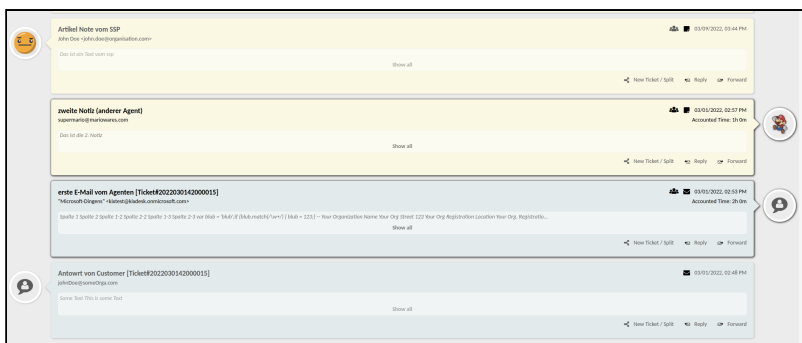 Artikel Note vom SSP
03/09/2022, 03:44 PM
John Doe <john.doe@organisation.com>
Das ist ein Text vom ssp
Show all
New Ticket / Split Reply Forward
zweite Notiz (anderer Agent)
03/01/2022, 02:57 PM
supermario@mariowares.com
Accounted Time: 1h 0m
Das ist die 2. Notiz
Show all
New Ticket / Split Reply Forward
erste E-Mail vom Agenten [Ticket#2022030142000015]
03/01/2022, 02:53 PM
"Microsoft-Dingens" <kixtest@kixdesk.onmicrosoft.com>
Accounted Time: 2h 0m
Spalte 1 Spalte 2 Spalte 1-2 Spalte 2-2 Spalte 1-3 Spalte 2-3 var blub = 'blub';if (blub.match(/\w+/) { blub = 123;} -- Your Organization Name Your Org Street 123 Your Org Registration Location Your Org. Registratio...
Show all
New Ticket / Split Reply Forward
Antowrt von Customer [Ticket#2022030142000015]
03/01/2022, 02:48 PM
johnDoe@someOrga.com
Some Text This is some Text
Show all
New Ticket / Split Reply Forward